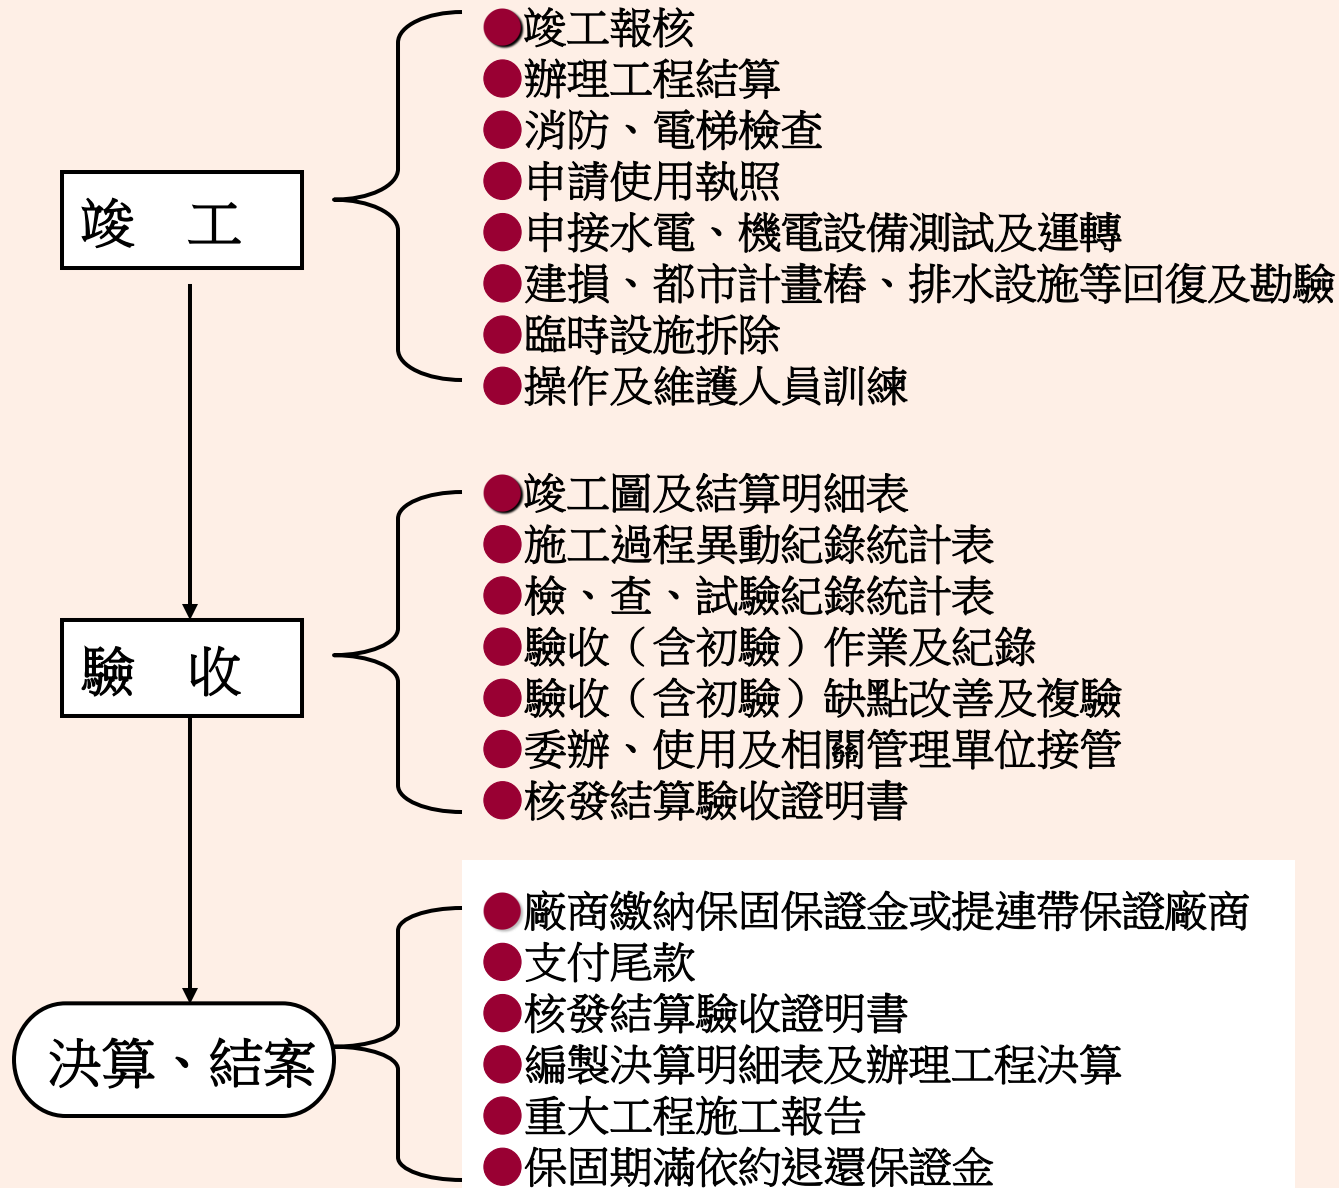 竣工
●竣工報核
●辦理工程結算
●消防、電梯檢查
●申請使用執照
●申接水電、機電設備測試及運轉
●建損、都市計畫樁、排水設施等回復及勘驗
●臨時設施拆除
●操作及維護人員訓練
驗收
●竣工圖及結算明細表
●施工過程異動紀錄統計表
●檢、查、試驗紀錄統計表
●驗收（含初驗）作業及紀錄
●驗收（含初驗）缺點改善及複驗
●委辦、使用及相關管理單位接管
●核發結算驗收證明書
決算、結案
●廠商繳納保固保證金或提連帶保證廠商
●支付尾款
●核發結算驗收證明書
●編製決算明細表及辦理工程決算
●重大工程施工報告
●保固期滿依約退還保證金